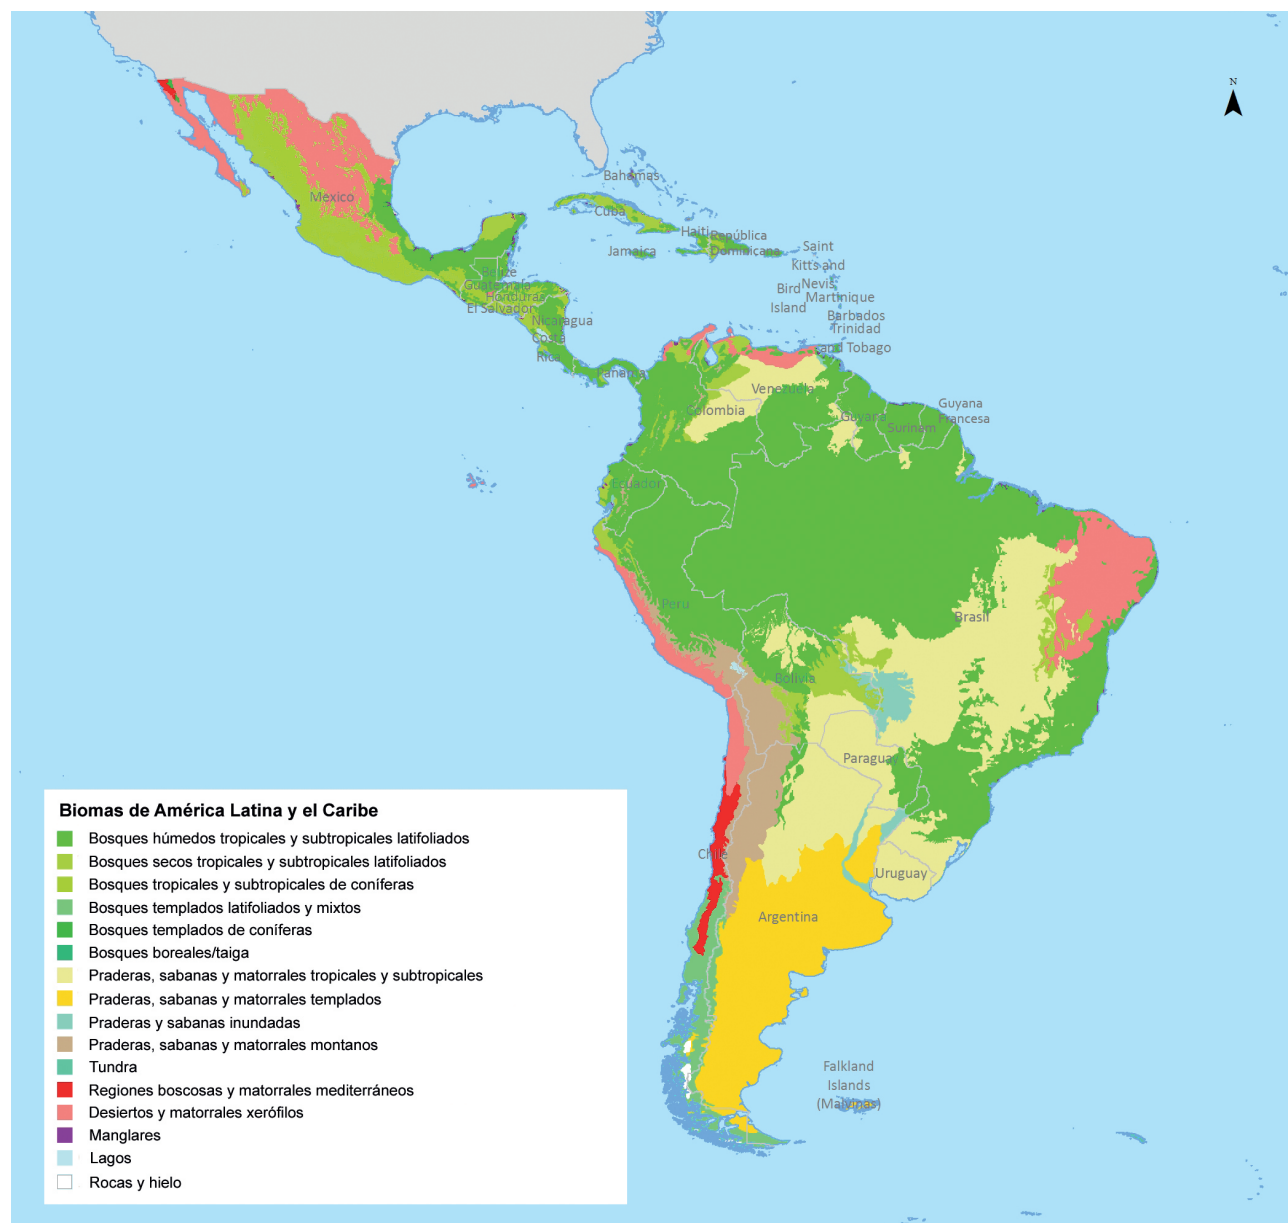 N
Bahamas
Mexico
Cuba
Haiti
República
Dominicana
Jamaica
Saint
Kitts and
Nevis
Bird
Island
Martinique
Barbados
Trinidad
and Tobago
Belize
Guatemala
Honduras
El Salvador
Nicaragua
Costa
Rica
Panama
Venezuela
Colombia
Guyana
Surinam
Guyana
Francesa
Ecuador
Peru
Brasil
Bolivia
Paraguay
Chile
Uruguay
Argentina
Falkland
Islands
(Malvinas)
Biomas de América Latina y el Caribe
Bosques húmedos tropicales y subtropicales latifoliados
Bosques secos tropicales y subtropicales latifoliados
Bosques tropicales y subtropicales de coníferas
Bosques templados latifoliados y mixtos
Bosques templados de coníferas
Bosques boreales/taiga
Praderas, sabanas y matorrales tropicales y subtropicales
Praderas, sabanas y matorrales templados
Praderas y sabanas inundadas
Praderas, sabanas y matorrales montanos
Tundra
Regiones boscosas y matorrales mediterráneos
Desiertos y matorrales xerófilos
Manglares
Lagos
Rocas y hielo